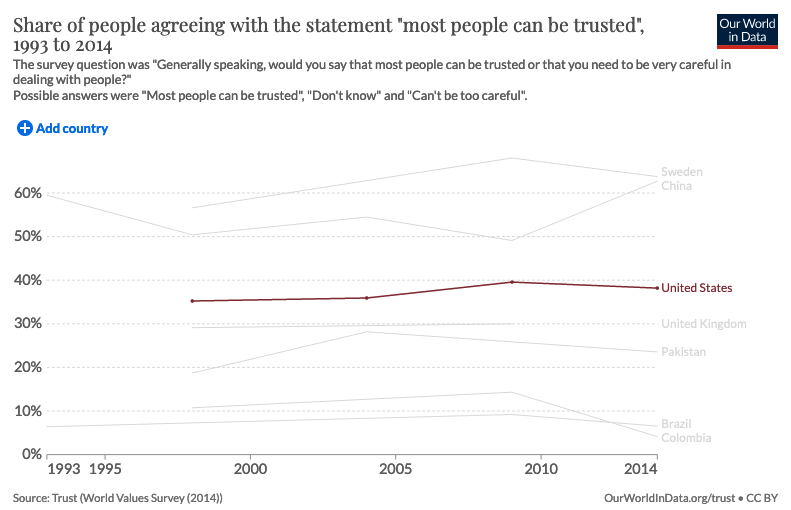 Share of people agreeing with the statement "most people can be trusted",
1993 to 2014
Our World
in Data
The survey question was "Generally speaking, would you say that most people can be trusted or that you need to be very careful in
dealing with people?"
Possible answers were "Most people can be trusted", "Don't know" and "Can't be too careful".
Add country
60%
50%
40%
30%
20%
10%
0%
Sweden
China
United States
United Kingdom
Pakistan
Brazil
Colombia
1993 1995 2000 2005 2010 2014
Source: Trust (World Values Survey (2014)) OurWorldInData.org/trust • CC BY